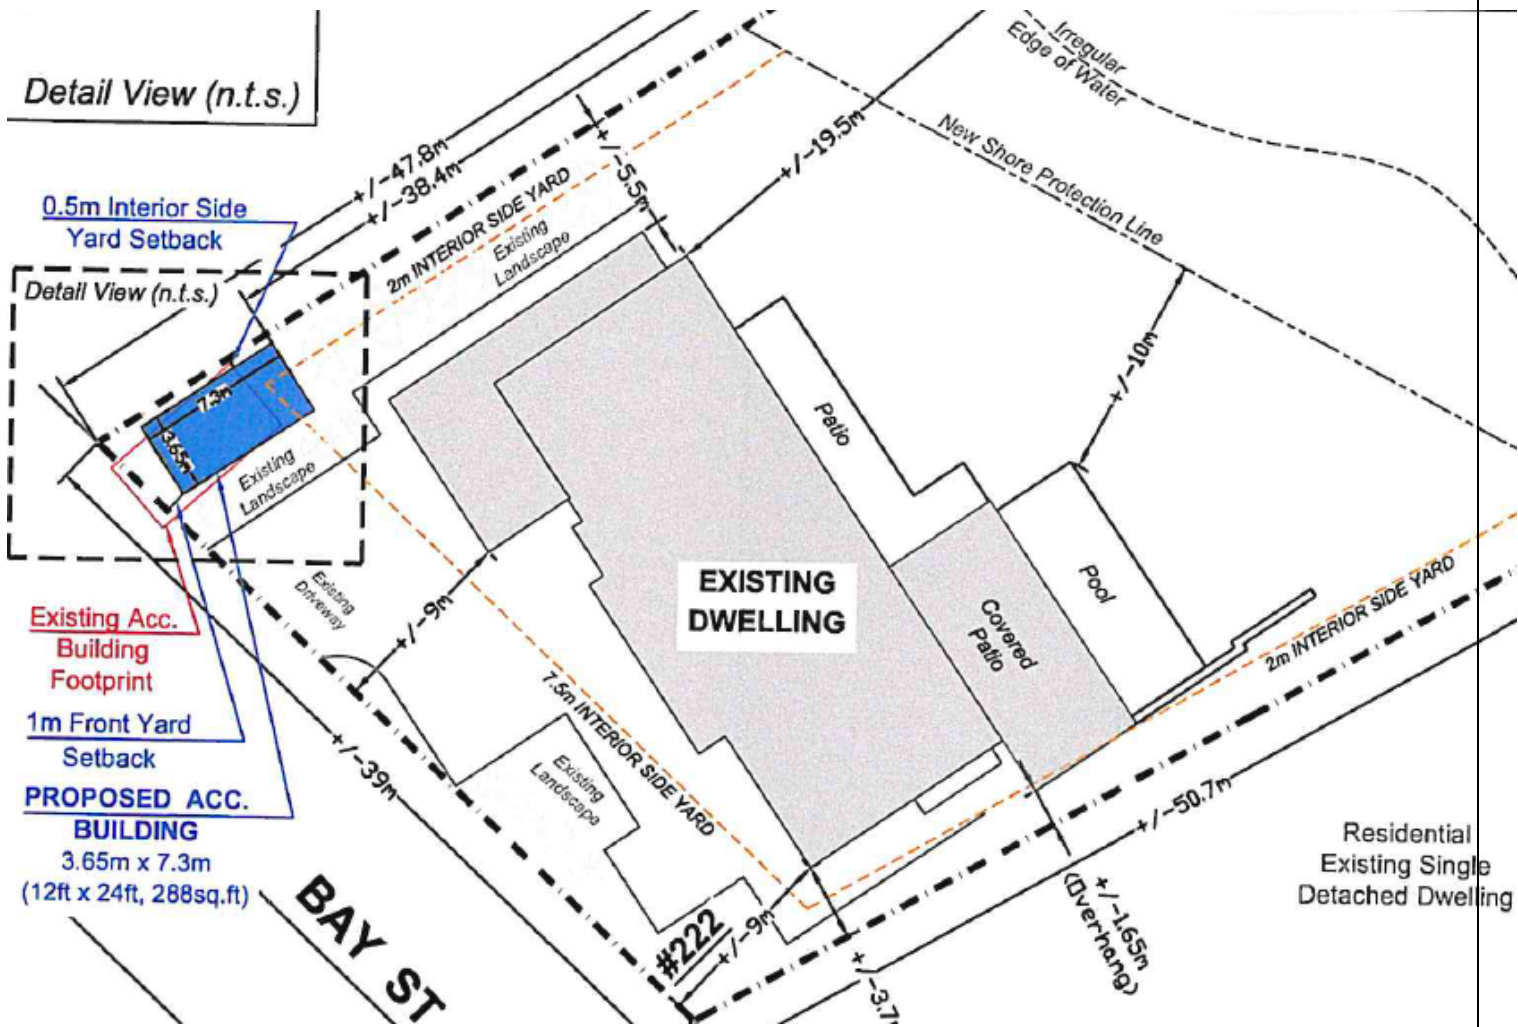 Detail View (n.t.s.)
Irregular
Edge of Water
+/-47.8m
+/-38.4m
+/-5.5m
+/-19.5m
New Shore Protection Line
0.5m Interior Side
Yard Setback
2m INTERIOR SIDE YARD
Existing
Landscape
Detail View (n.t.s.)
7.3m
3.65m
+/-10m
Patio
Existing
Landscape
EXISTING
DWELLING
Existing
Driveway
+/-9m
Covered
Patio
Pool
2m INTERIOR SIDE YARD
Existing Acc.
Building
Footprint
1m Front Yard
Setback
PROPOSED ACC.
BUILDING
3.65m x 7.3m
(12ft x 24ft, 288sq.ft)
+/-39m
7.5m INTERIOR SIDE YARD
Existing
Landscape
+/-50.7m
Residential
Existing Single
Detached Dwelling
BAY ST
#222
+/-9m
+/-3.7m
+/-1.65m
(Overhang)